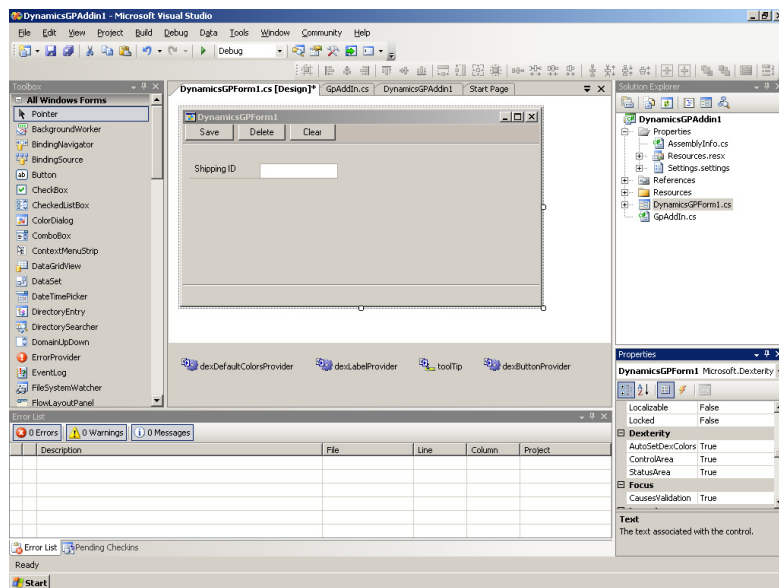 DynamicsGPAddin1 - Microsoft Visual Studio
File Edit View Project Build Debug Data Tools Window Community Help
Debug
Toolbox
DynamicsGPForm1.cs [Design]* GpAddIn.cs DynamicsGPAddin1 Start Page
Solution Explorer
All Windows Forms
Pointer
BackgroundWorker
BindingNavigator
BindingSource
Button
CheckBox
CheckedListBox
ColorDialog
ComboBox
ContextMenuStrip
DataGridView
DataSet
DateTimePicker
DirectoryEntry
DirectorySearcher
DomainUpDown
ErrorProvider
EventLog
FileSystemWatcher
FlowLayoutPanel
DynamicsGPForm1
Save Delete Clear
Shipping ID
dexDefaultColorsProvider dexLabelProvider toolTip dexButtonProvider
DynamicsGPAddin1
Properties
AssemblyInfo.cs
Resources.resx
Settings.settings
References
Resources
DynamicsGPForm1.cs
GpAddIn.cs
Properties
DynamicsGPForm1 Microsoft.Dexterity
Localizable False
Locked False
Dexterity
AutoSetDexColors True
ControlArea True
StatusArea True
Focus
CausesValidation True
Text
The text associated with the control.
Error List
0 Errors 0 Warnings 0 Messages
Description File Line Column Project
Error List Pending Checkins
Ready
Start